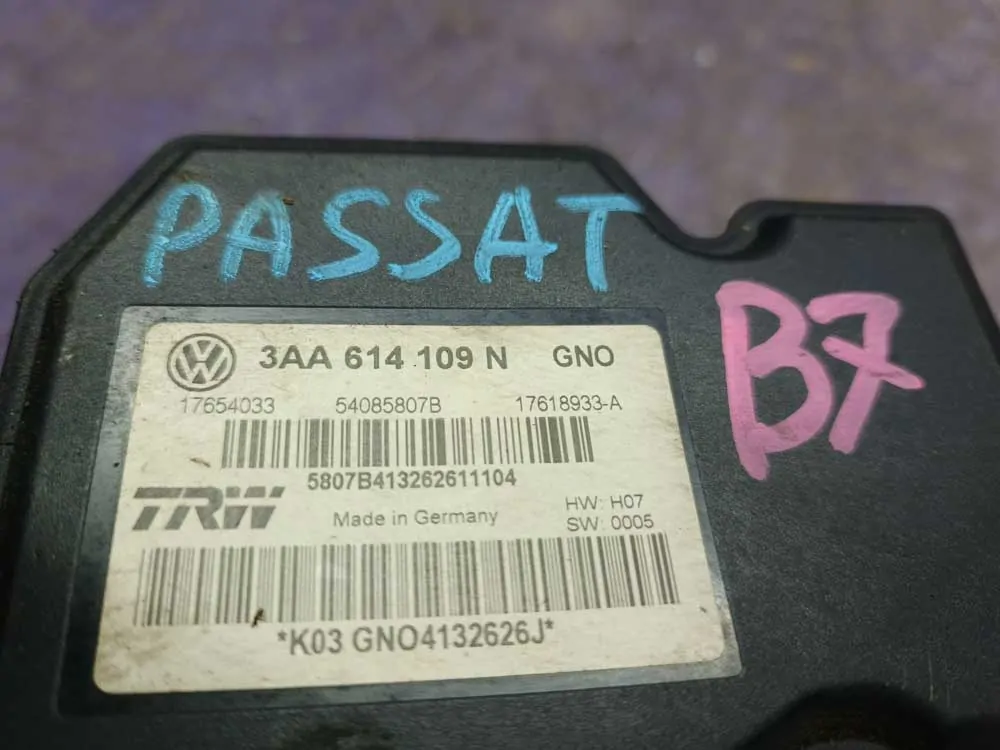 PASSAT
B7
3AA 614 109 N GNO
17654033 54085807B 17618933-A
5807B413262611104
TRW Made in Germany HW: H07
SW: 0005
*K03 GNO4132626J*